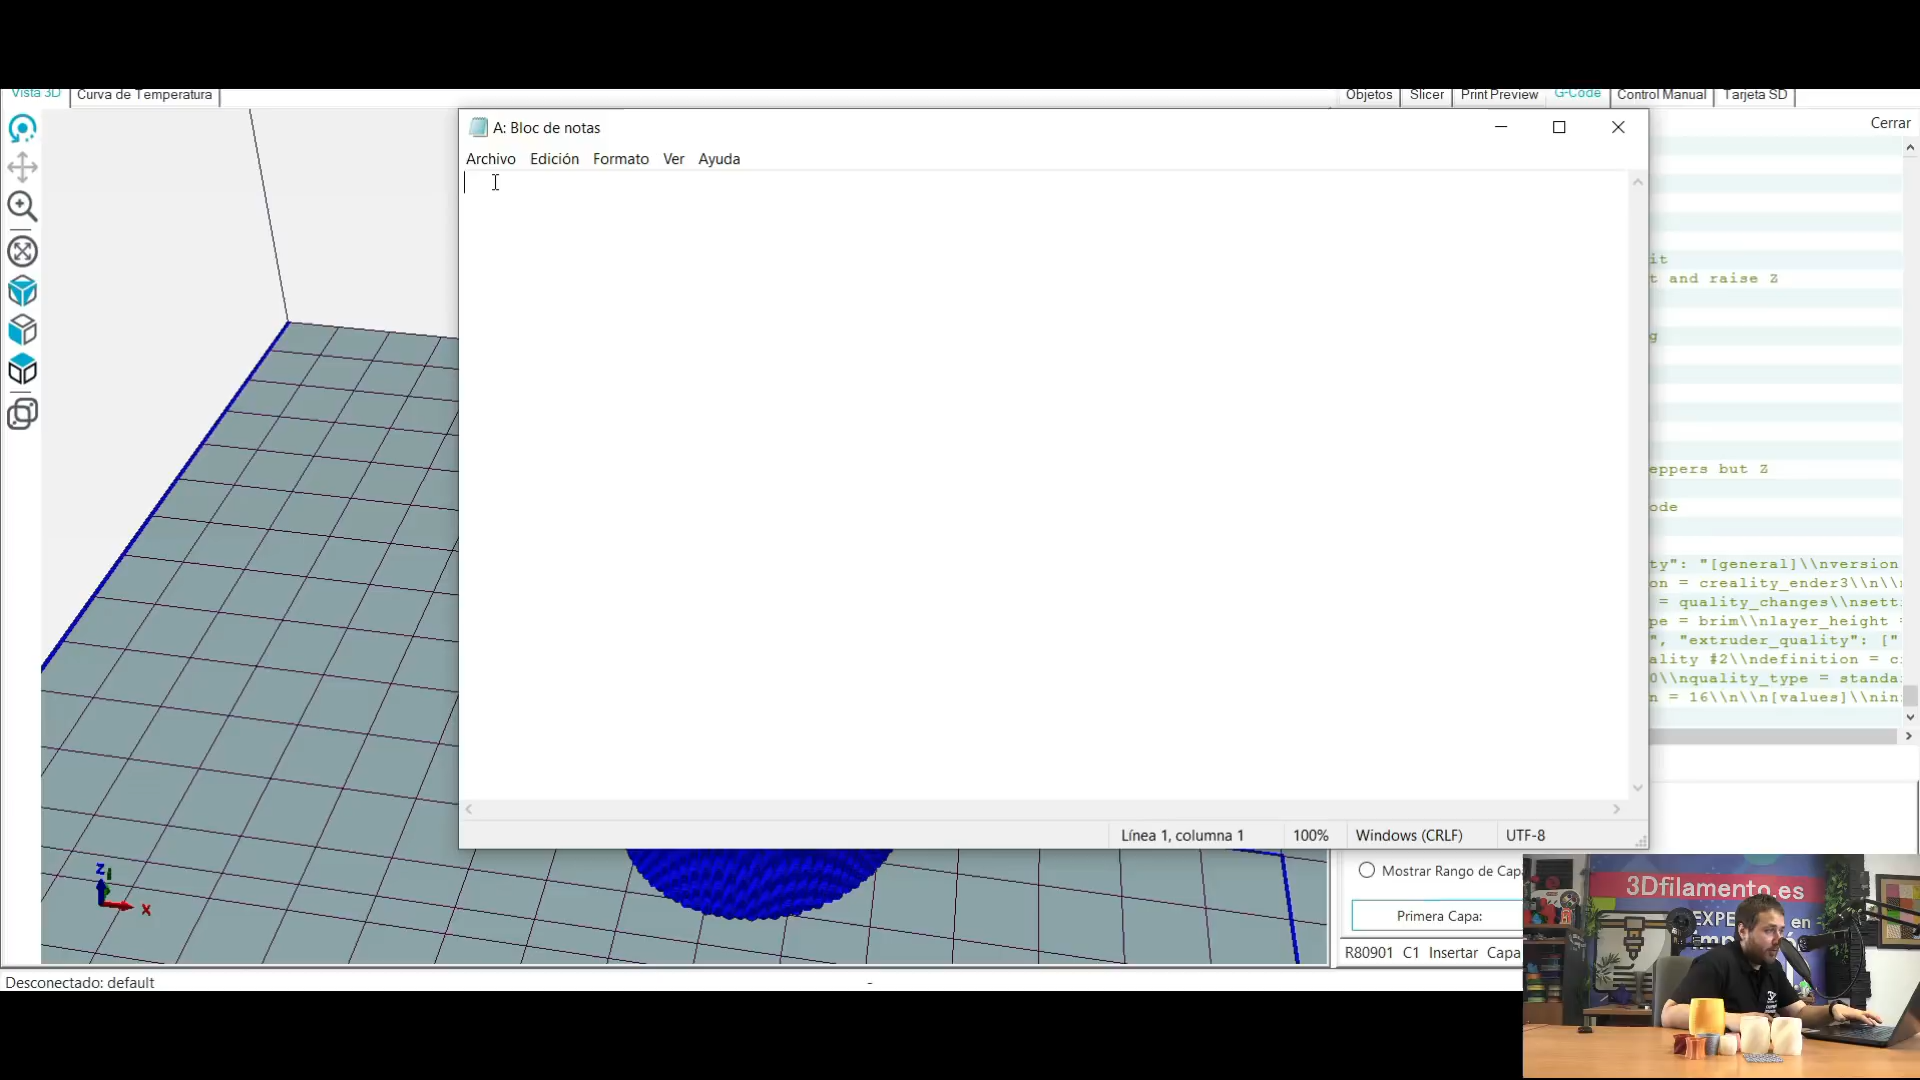 Vista 3D
Curva de Temperatura
Objetos
Slicer
Print Preview
G-Code
Control Manual
Tarjeta SD
Cerrar
A: Bloc de notas
Archivo
Edición
Formato
Ver
Ayuda
it
t and raise Z
g
eppers but Z
ode
ty": "[general]\\nversion
on = creality_ender3\\n\\
= quality_changes\\nsett
pe = brim\\nlayer_height =
", "extruder_quality": ["
ality #2\\ndefinition = c
0\\nquality_type = standa
n = 16\\n\\n[values]\\nin
Línea 1, columna 1
100%
Windows (CRLF)
UTF-8
Mostrar Rango de Capa
Primera Capa:
R80901 C1 Insertar Capa
Z
X
Desconectado: default
-
3Dfilamento.es
EXPE en